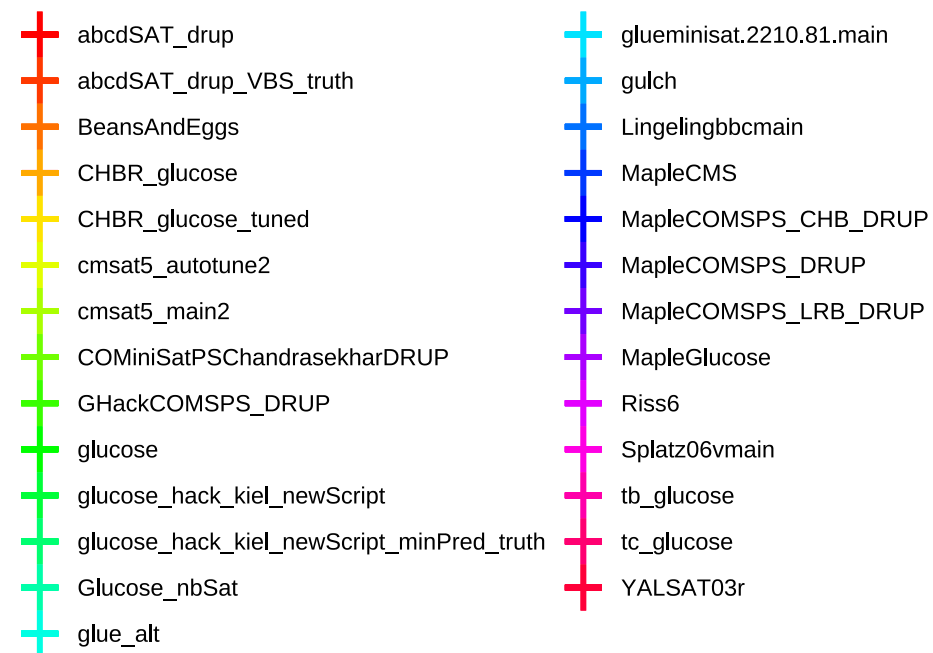 abcdSAT_drup
abcdSAT_drup_VBS_truth
BeansAndEggs
CHBR_glucose
CHBR_glucose_tuned
cmsat5_autotune2
cmsat5_main2
COMiniSatPSChandrasekharDRUP
GHackCOMSPS_DRUP
glucose
glucose_hack_kiel_newScript
glucose_hack_kiel_newScript_minPred_truth
Glucose_nbSat
glue_alt
glueminisat.2210.81.main
gulch
Lingelingbbcmain
MapleCMS
MapleCOMSPS_CHB_DRUP
MapleCOMSPS_DRUP
MapleCOMSPS_LRB_DRUP
MapleGlucose
Riss6
Splatz06vmain
tb_glucose
tc_glucose
YALSAT03r